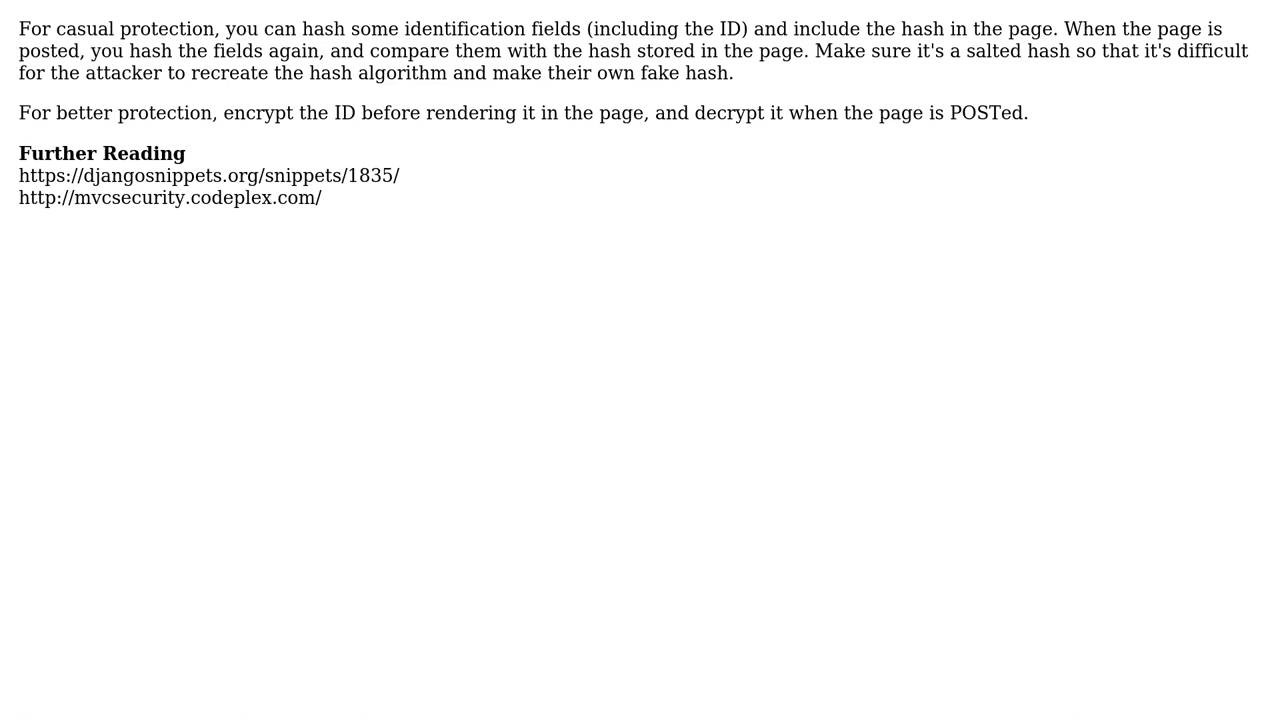 For casual protection, you can hash some identification fields (including the ID) and include the hash in the page. When the page is
posted, you hash the fields again, and compare them with the hash stored in the page. Make sure it's a salted hash so that it's difficult
for the attacker to recreate the hash algorithm and make their own fake hash.
For better protection, encrypt the ID before rendering it in the page, and decrypt it when the page is POSTed.
Further Reading
https://djangosnippets.org/snippets/1835/
http://mvcsecurity.codeplex.com/